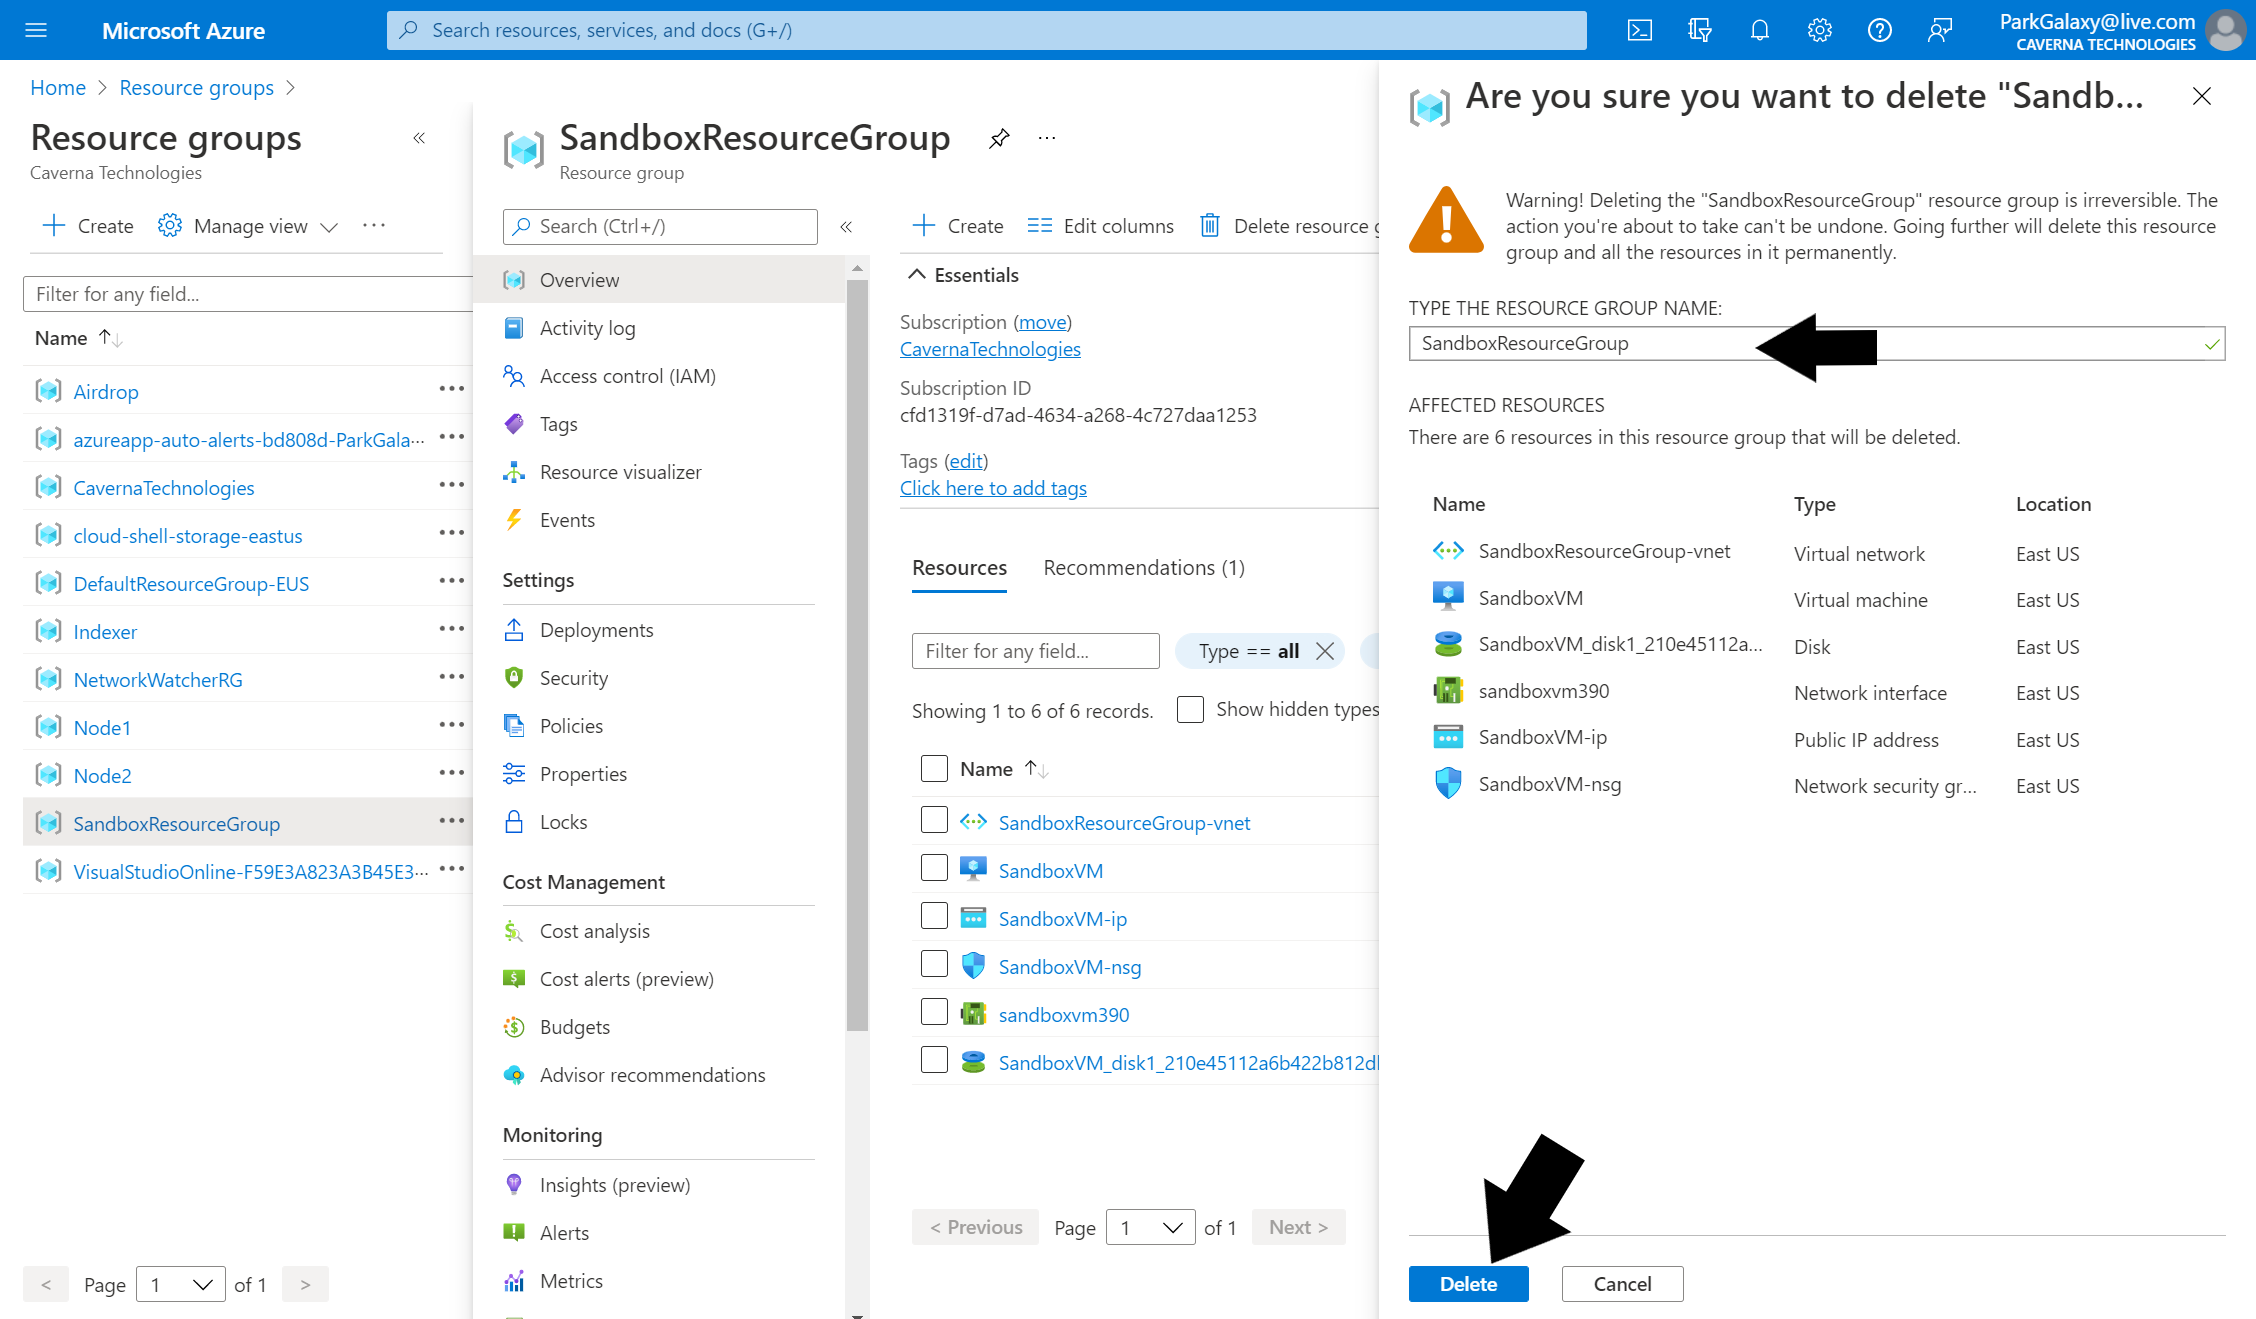 Microsoft Azure
Search resources, services, and docs (G+/)
ParkGalaxy@live.com
CAVERNA TECHNOLOGIES
Home > Resource groups >
Resource groups
Caverna Technologies
Create
Manage view
Filter for any field...
Name
Airdrop
azureapp-auto-alerts-bd808d-ParkGala...
CavernaTechnologies
cloud-shell-storage-eastus
DefaultResourceGroup-EUS
Indexer
NetworkWatcherRG
Node1
Node2
SandboxResourceGroup
VisualStudioOnline-F59E3A823A3B45E3...
< Page 1 of 1 >
SandboxResourceGroup
Resource group
Search (Ctrl+/)
Overview
Activity log
Access control (IAM)
Tags
Resource visualizer
Events
Settings
Deployments
Security
Policies
Properties
Locks
Cost Management
Cost analysis
Cost alerts (preview)
Budgets
Advisor recommendations
Monitoring
Insights (preview)
Alerts
Metrics
Create
Edit columns
Delete resource g
Essentials
Subscription (move)
CavernaTechnologies
Subscription ID
cfd1319f-d7ad-4634-a268-4c727daa1253
Tags (edit)
Click here to add tags
Resources
Recommendations (1)
Filter for any field...
Type == all
Showing 1 to 6 of 6 records.
Show hidden types
Name
SandboxResourceGroup-vnet
SandboxVM
SandboxVM-ip
SandboxVM-nsg
sandboxvm390
SandboxVM_disk1_210e45112a6b422b812d
< Previous Page 1 of 1 Next >
Are you sure you want to delete "Sandb...
Warning! Deleting the "SandboxResourceGroup" resource group is irreversible. The
action you're about to take can't be undone. Going further will delete this resource
group and all the resources in it permanently.
TYPE THE RESOURCE GROUP NAME:
SandboxResourceGroup
AFFECTED RESOURCES
There are 6 resources in this resource group that will be deleted.
Name Type Location
SandboxResourceGroup-vnet Virtual network East US
SandboxVM Virtual machine East US
SandboxVM_disk1_210e45112a... Disk East US
sandboxvm390 Network interface East US
SandboxVM-ip Public IP address East US
SandboxVM-nsg Network security gr... East US
Delete
Cancel